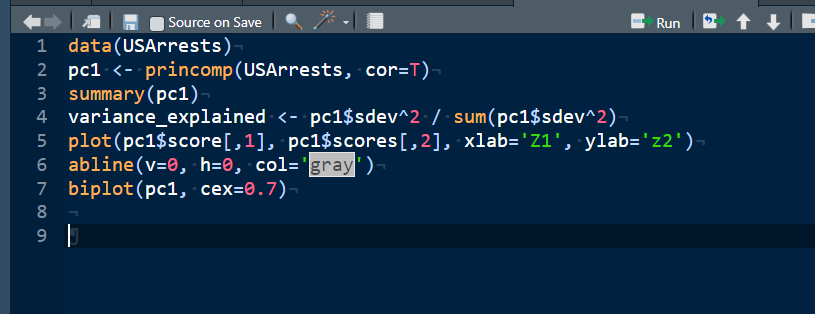 Source on Save
Run
1 data(USArrests)
2 pc1 <- princomp(USArrests, cor=T)
3 summary(pc1)
4 variance_explained <- pc1$sdev^2 / sum(pc1$sdev^2)
5 plot(pc1$score[,1], pc1$scores[,2], xlab='Z1', ylab='z2')
6 abline(v=0, h=0, col='gray')
7 biplot(pc1, cex=0.7)
8
9